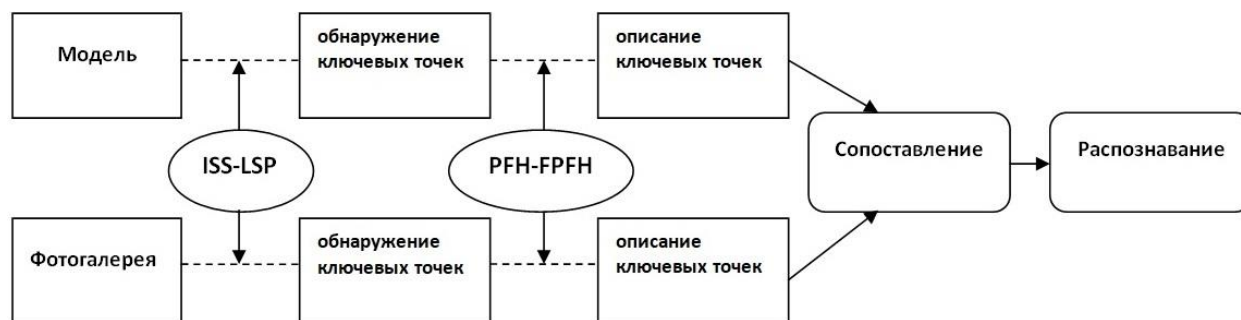 Модель
обнаружение
ключевых точек
описание
ключевых точек
ISS-LSP
PFH-FPFH
Сопоставление
Распознавание
Фотогалерея
обнаружение
ключевых точек
описание
ключевых точек